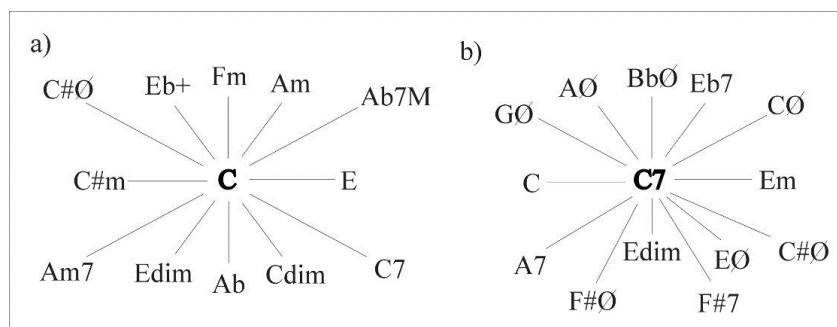 a)
C#Ø Eb+ Fm Am Ab7M
C#m C E
Am7 Edim Ab Cdim C7
b)
GØ AØ BbØ Eb7 CØ
C C7 Em
A7 F#Ø Edim F#7 EØ C#Ø